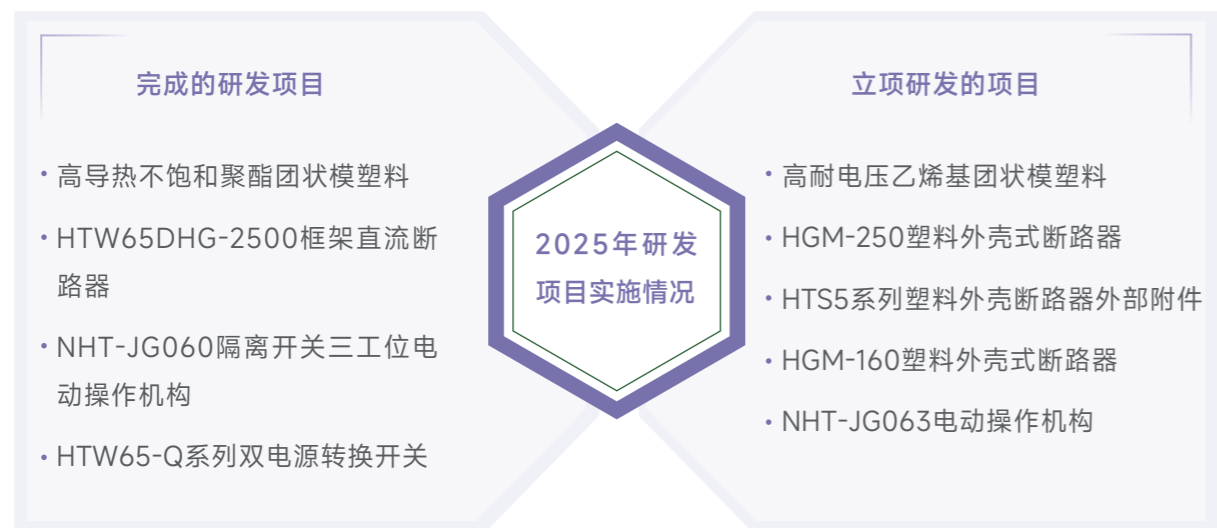 完成的研发项目
• 高导热不饱和聚酯团状模塑料
• HTW65DHG-2500框架直流断
路器
• NHT-JG060隔离开关三工位电
动操作机构
• HTW65-Q系列双电源转换开关
2025年研发
项目实施情况
立项研发的项目
• 高耐电压乙烯基团状模塑料
• HGM-250塑料外壳式断路器
• HTS5系列塑料外壳断路器外部附件
• HGM-160塑料外壳式断路器
• NHT-JG063电动操作机构